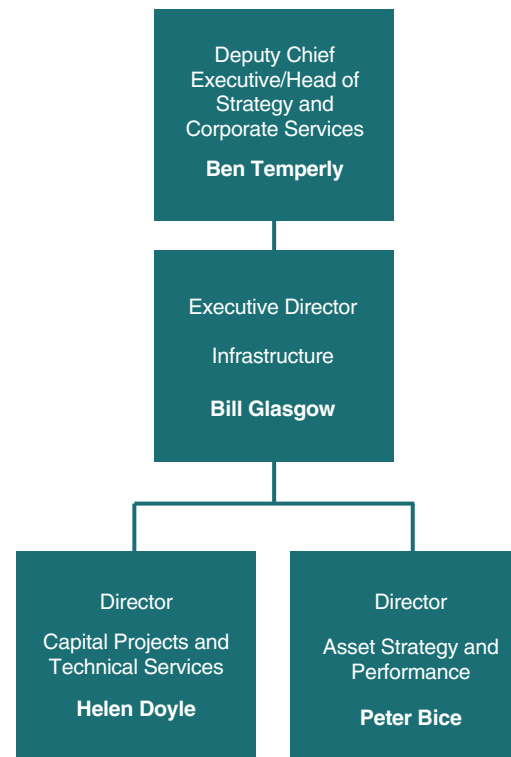 Deputy Chief
Executive/Head of
Strategy and
Corporate Services
Ben Temperly
Executive Director
Infrastructure
Bill Glasgow
Director
Capital Projects and
Technical Services
Helen Doyle
Director
Asset Strategy and
Performance
Peter Bice